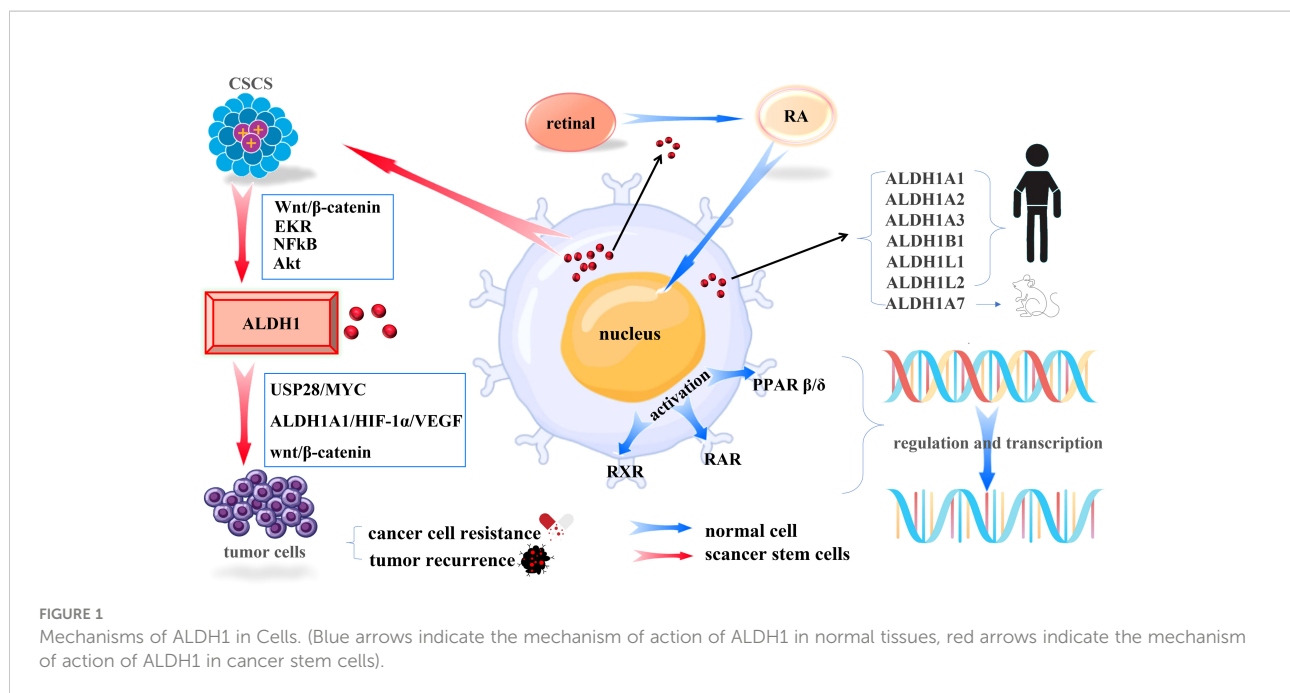 CSCS
Wnt/β-catenin
EKR
NFkB
Akt
ALDH1
USP28/MYC
ALDH1A1/HIF-1α/VEGF
wnt/β-catenin
tumor cells
cancer cell resistance
tumor recurrence
retinal
RA
nucleus
activation
PPAR β/δ
RAR
RXR
ALDH1A1
ALDH1A2
ALDH1A3
ALDH1B1
ALDH1L1
ALDH1L2
ALDH1A7
regulation and transcription
normal cell
scancer stem cells
FIGURE 1
Mechanisms of ALDH1 in Cells. (Blue arrows indicate the mechanism of action of ALDH1 in normal tissues, red arrows indicate the mechanism
of action of ALDH1 in cancer stem cells).